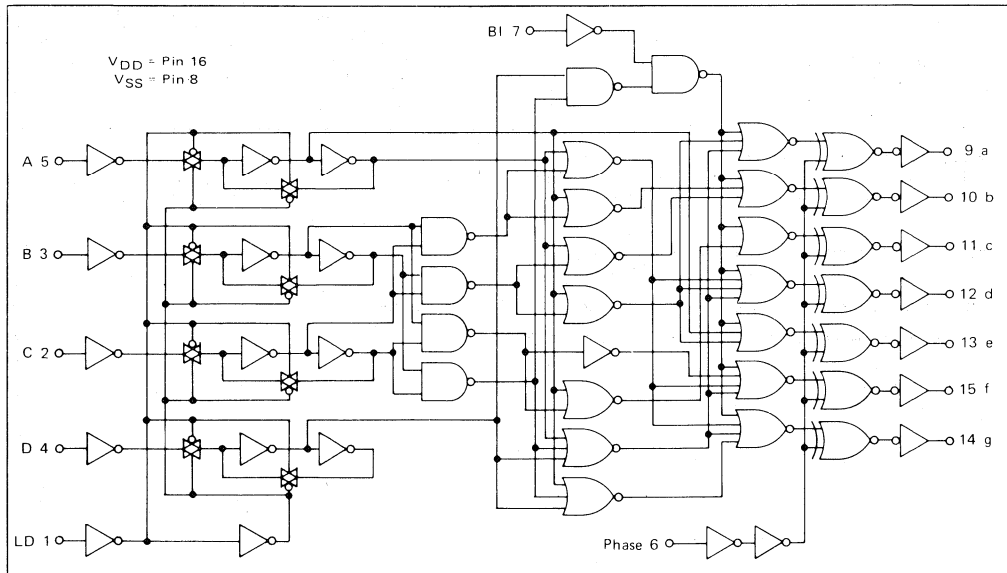 BI 7
VDD = Pin 16
VSS = Pin 8
A 5
9 a
10 b
B 3
11 c
12 d
C 2
13 e
15 f
D 4
14 g
LD 1
Phase 6